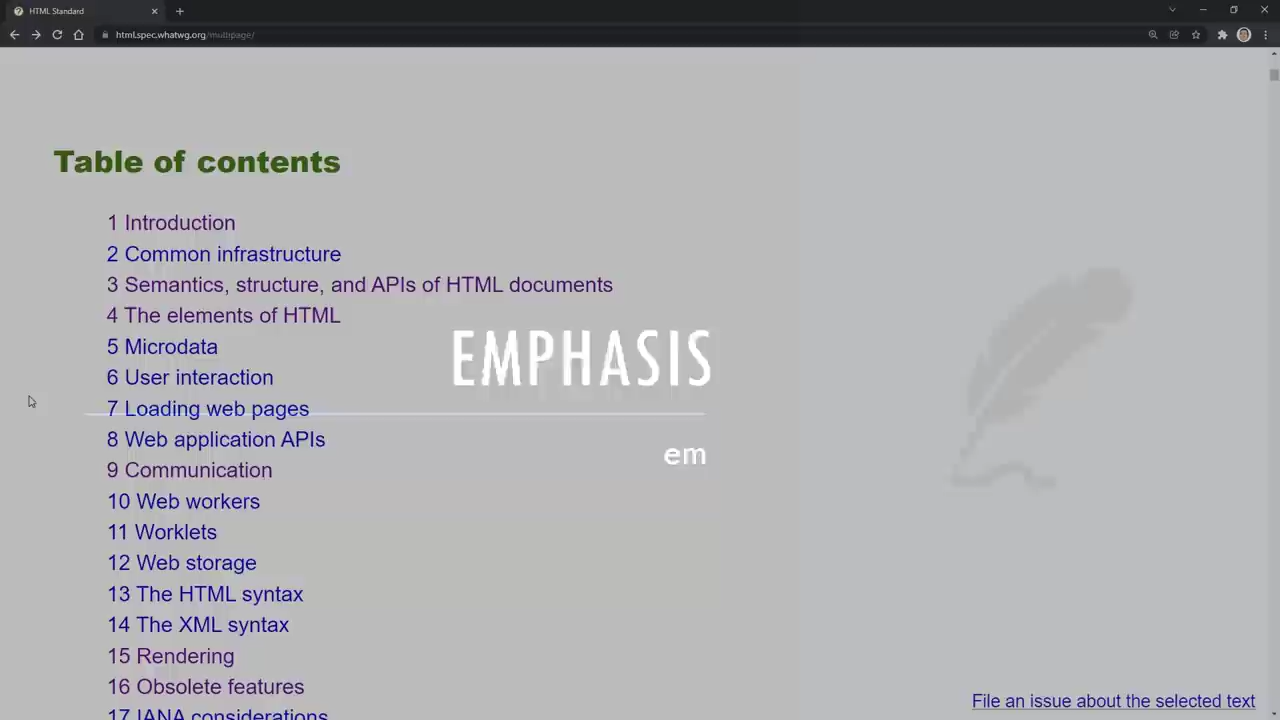 HTML Standard
html.spec.whatwg.org/multipage/
Table of contents
1 Introduction
2 Common infrastructure
3 Semantics, structure, and APIs of HTML documents
4 The elements of HTML
EMPHASIS
5 Microdata
6 User interaction
7 Loading web pages
8 Web application APIs
em
9 Communication
10 Web workers
11 Worklets
12 Web storage
13 The HTML syntax
14 The XML syntax
15 Rendering
16 Obsolete features
File an issue about the selected text
17 IANA considerations